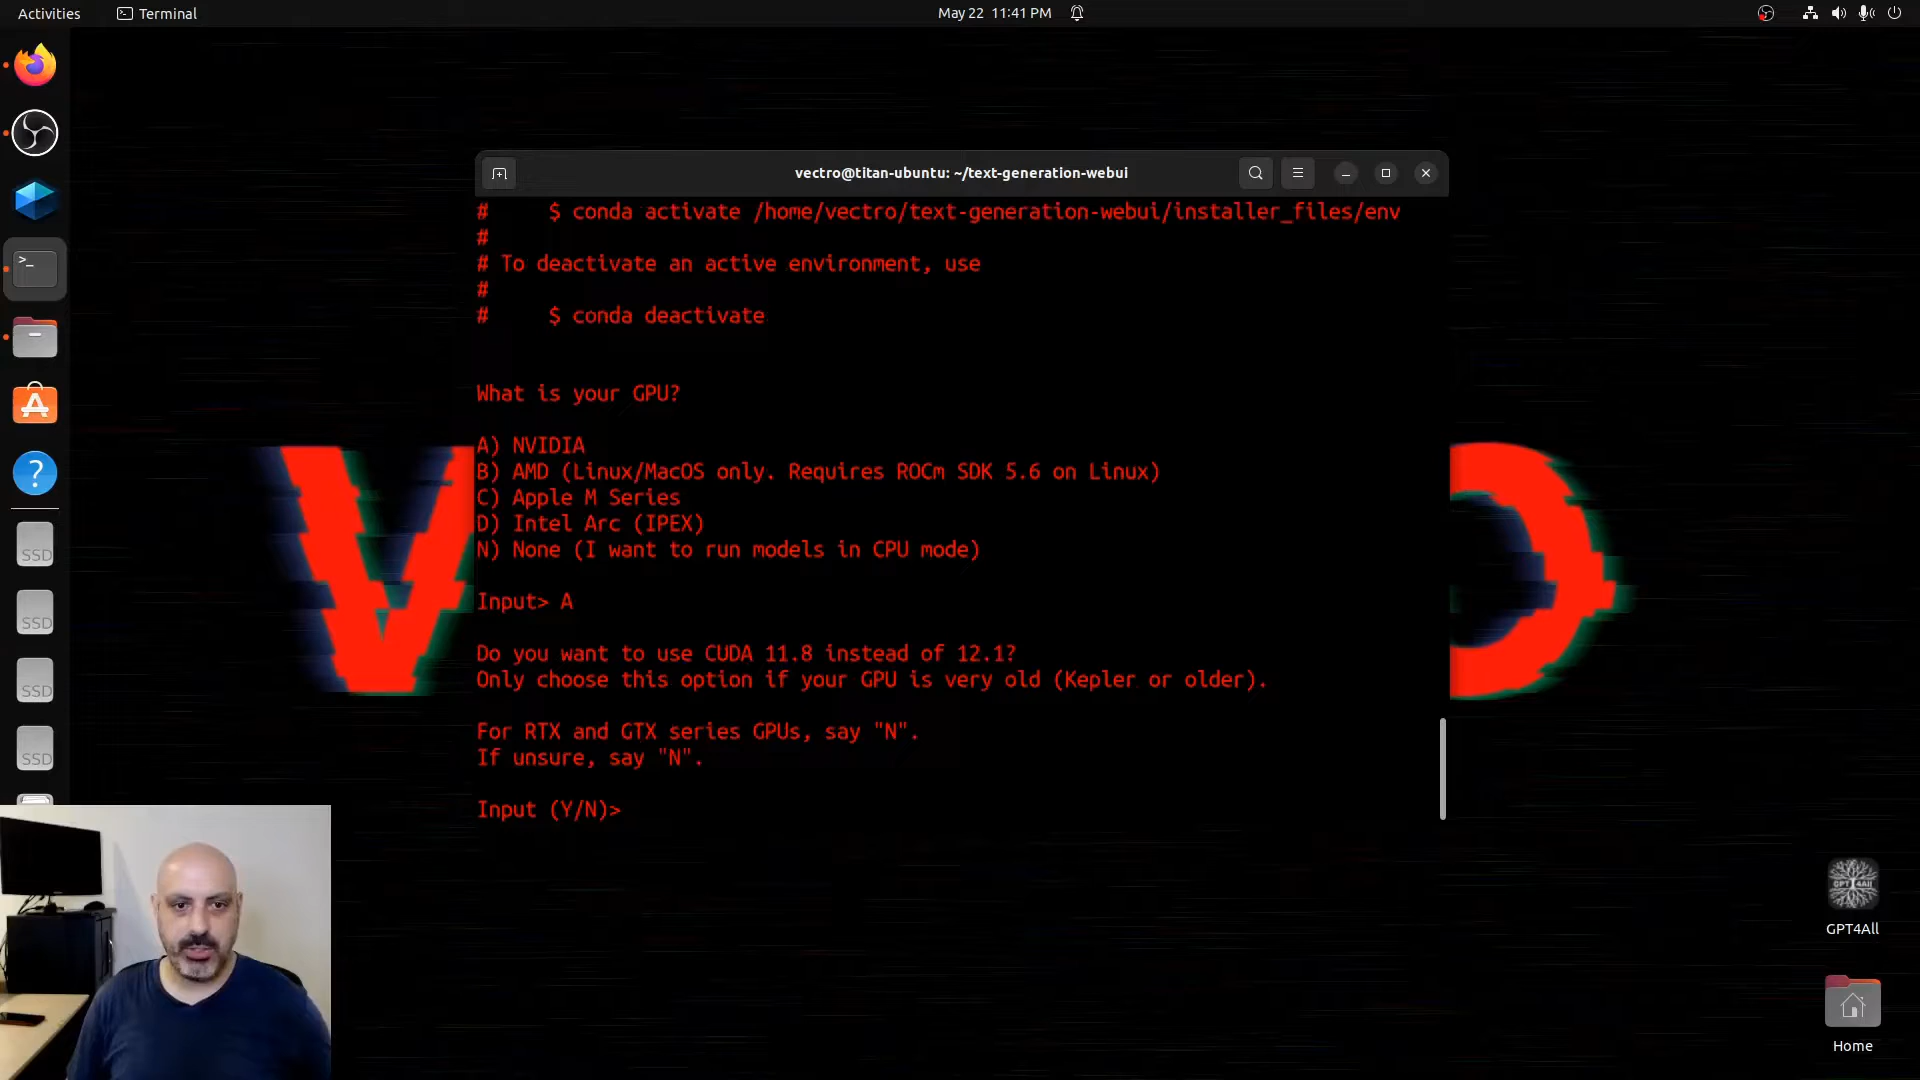 Activities
Terminal
May 22 11:41 PM
vectro@titan-ubuntu: ~/text-generation-webui
# $ conda activate /home/vectro/text-generation-webui/installer_files/env
#
# To deactivate an active environment, use
#
# $ conda deactivate
What is your GPU?
A) NVIDIA
B) AMD (Linux/MacOS only. Requires ROCm SDK 5.6 on Linux)
C) Apple M Series
D) Intel Arc (IPEX)
N) None (I want to run models in CPU mode)
Input> A
Do you want to use CUDA 11.8 instead of 12.1?
Only choose this option if your GPU is very old (Kepler or older).
For RTX and GTX series GPUs, say "N".
If unsure, say "N".
Input (Y/N)>
SSD
SSD
SSD
SSD
GPT4All
GPT4All
Home